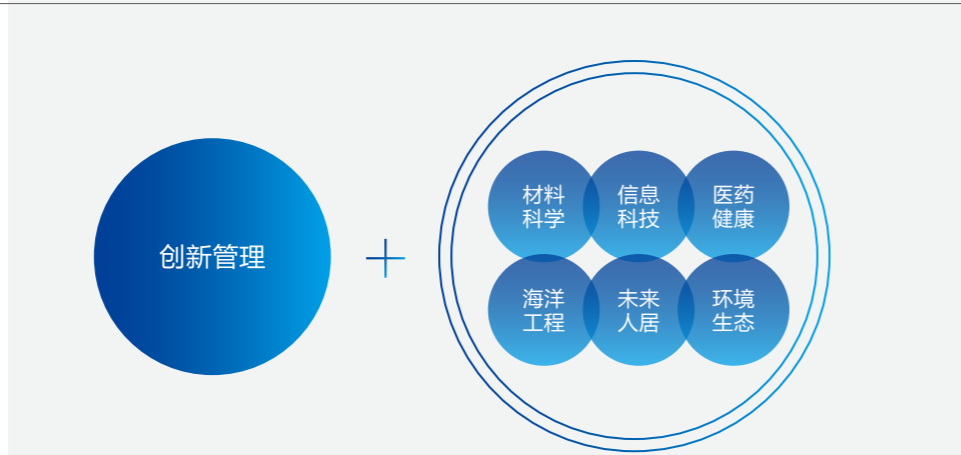 创新管理
材料
科学
信息
科技
医药
健康
海洋
工程
未来
人居
环境
生态